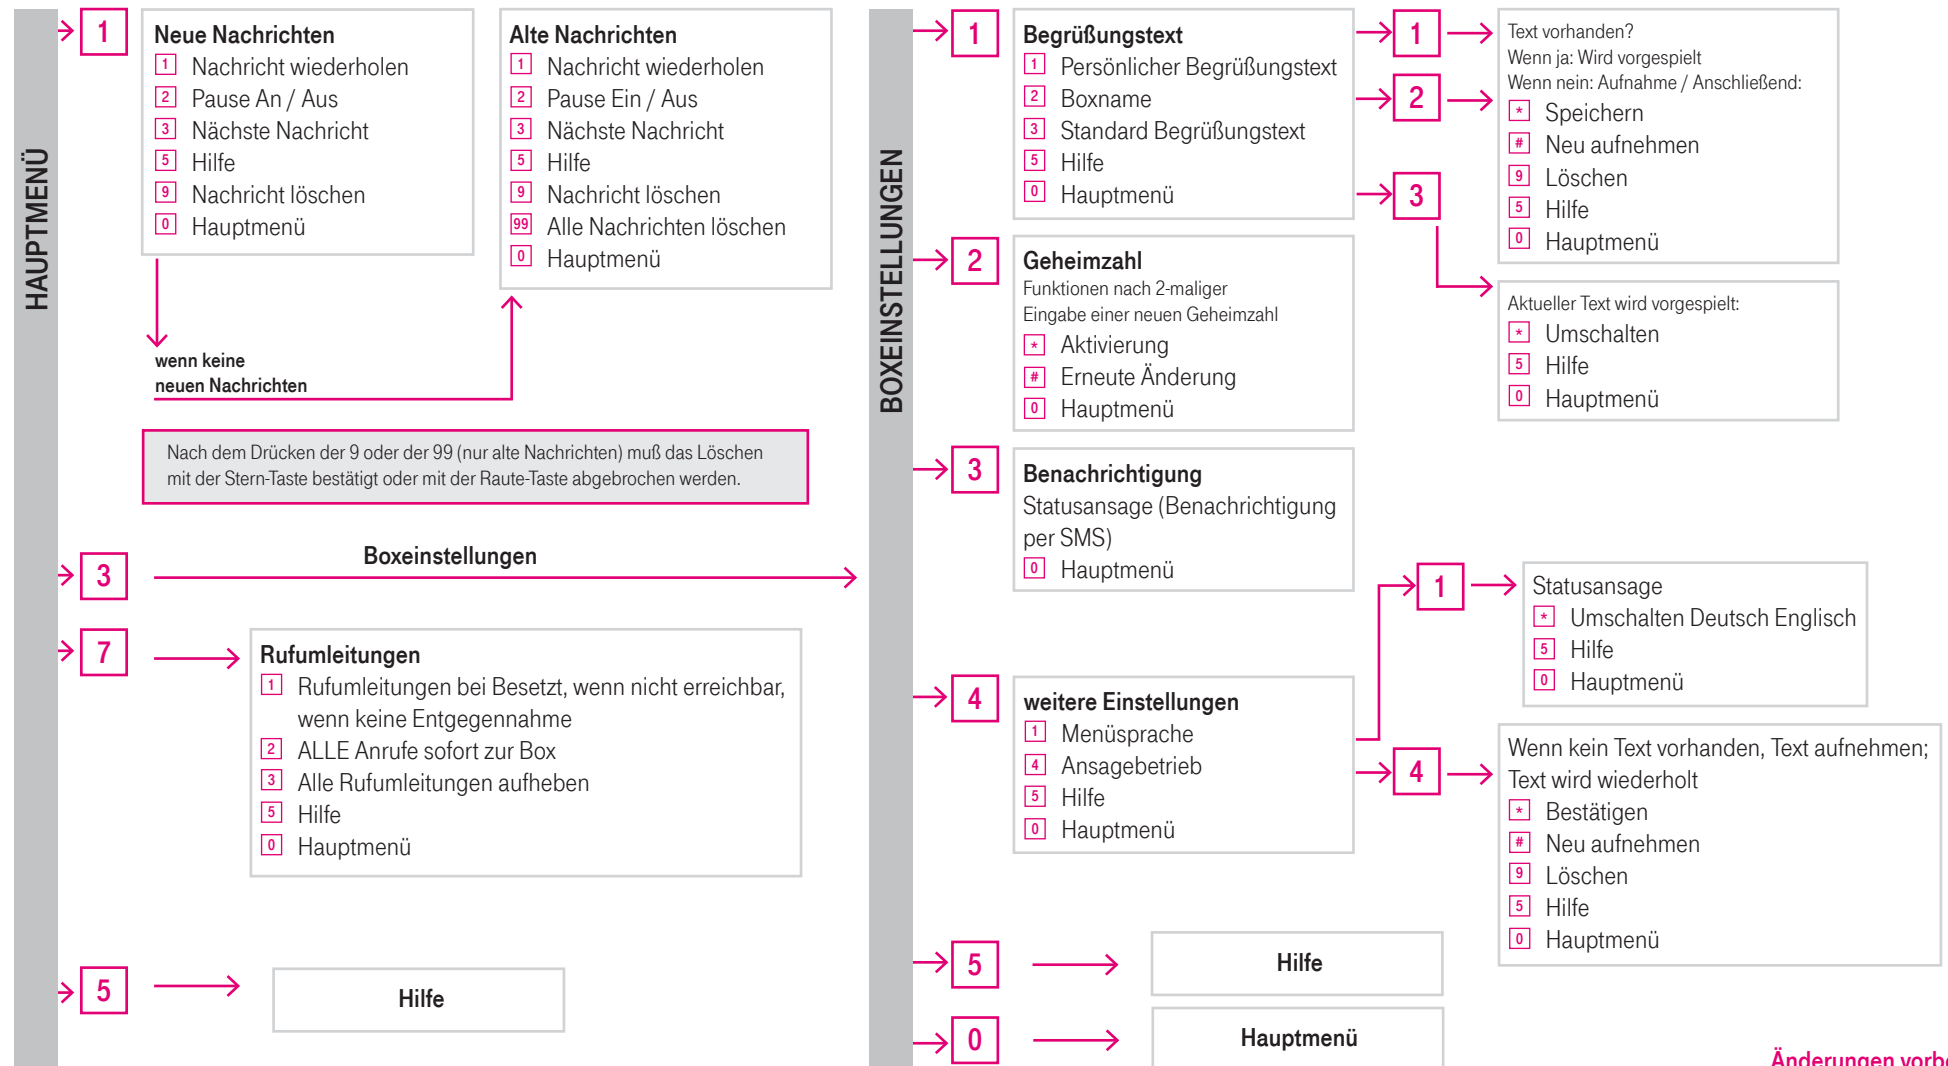 HAUPTMENÜ
1
Neue Nachrichten
1 Nachricht wiederholen
2 Pause An / Aus
3 Nächste Nachricht
5 Hilfe
9 Nachricht löschen
0 Hauptmenü
wenn keine
neuen Nachrichten
Alte Nachrichten
1 Nachricht wiederholen
2 Pause Ein / Aus
3 Nächste Nachricht
5 Hilfe
9 Nachricht löschen
99 Alle Nachrichten löschen
0 Hauptmenü
Nach dem Drücken der 9 oder der 99 (nur alte Nachrichten) muß das Löschen
mit der Stern-Taste bestätigt oder mit der Raute-Taste abgebrochen werden.
3
Boxeinstellungen
7
Rufumleitungen
1 Rufumleitungen bei Besetzt, wenn nicht erreichbar,
wenn keine Entgegennahme
2 ALLE Anrufe sofort zur Box
3 Alle Rufumleitungen aufheben
5 Hilfe
0 Hauptmenü
5
Hilfe
BOXEINSTELLUNGEN
1
Begrüßungstext
1 Persönlicher Begrüßungstext
2 Boxname
3 Standard Begrüßungstext
5 Hilfe
0 Hauptmenü
1
2
Text vorhanden?
Wenn ja: Wird vorgespielt
Wenn nein: Aufnahme / Anschließend:
* Speichern
# Neu aufnehmen
9 Löschen
5 Hilfe
0 Hauptmenü
3
Aktueller Text wird vorgespielt:
* Umschalten
5 Hilfe
0 Hauptmenü
2
Geheimzahl
Funktionen nach 2-maliger
Eingabe einer neuen Geheimzahl
* Aktivierung
# Erneute Änderung
0 Hauptmenü
3
Benachrichtigung
Statusansage (Benachrichtigung
per SMS)
0 Hauptmenü
4
weitere Einstellungen
1 Menüsprache
4 Ansagebetrieb
5 Hilfe
0 Hauptmenü
1
Statusansage
* Umschalten Deutsch Englisch
5 Hilfe
0 Hauptmenü
4
Wenn kein Text vorhanden, Text aufnehmen;
Text wird wiederholt
* Bestätigen
# Neu aufnehmen
9 Löschen
5 Hilfe
0 Hauptmenü
5
Hilfe
0
Hauptmenü
Änderungen